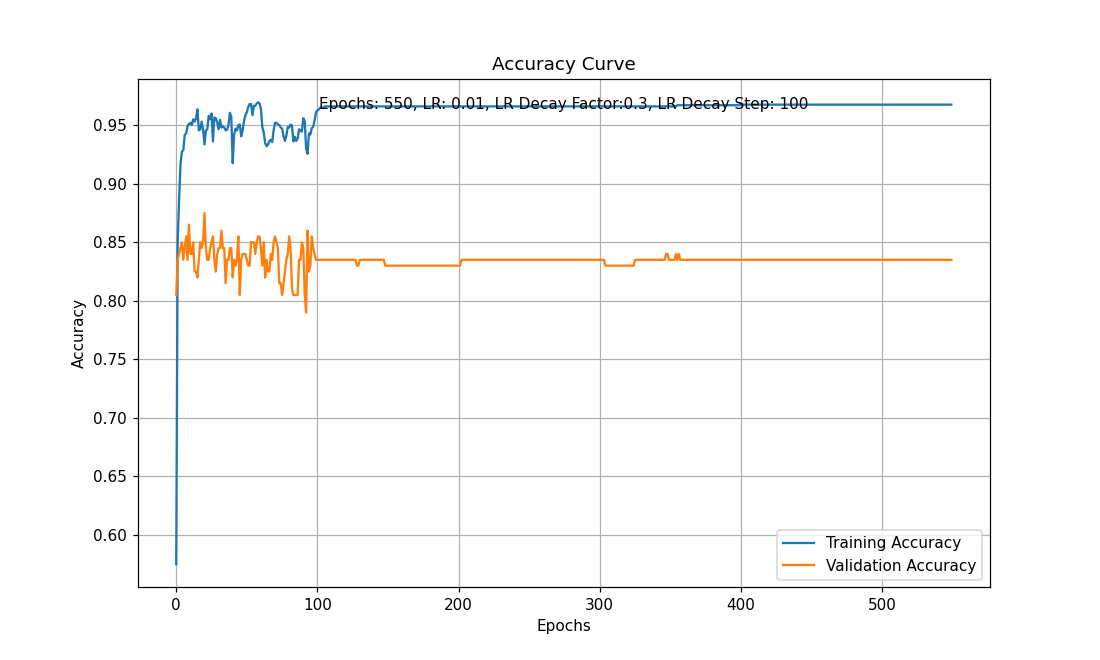 Accuracy Curve
Epochs: 550, LR: 0.01, LR Decay Factor:0.3, LR Decay Step: 100
0.95
0.90
0.85
0.80
0.75
0.70
0.65
0.60
Accuracy
Training Accuracy
Validation Accuracy
0 100 200 300 400 500
Epochs